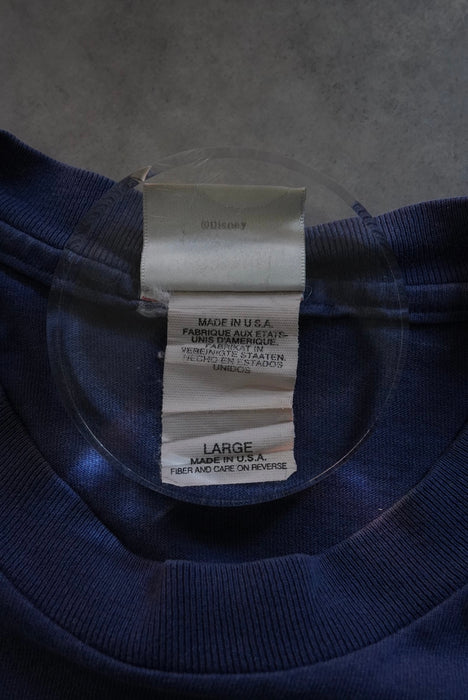 ©Disney
MADE IN U.S.A.
FABRIQUE AUX ETATS-
UNIS D'AMERIQUE.
FABRIKAT IN
VEREINIGTE STAATEN.
HECHO EN ESTADOS
UNIDOS
LARGE
MADE IN U.S.A.
FIBER AND CARE ON REVERSE